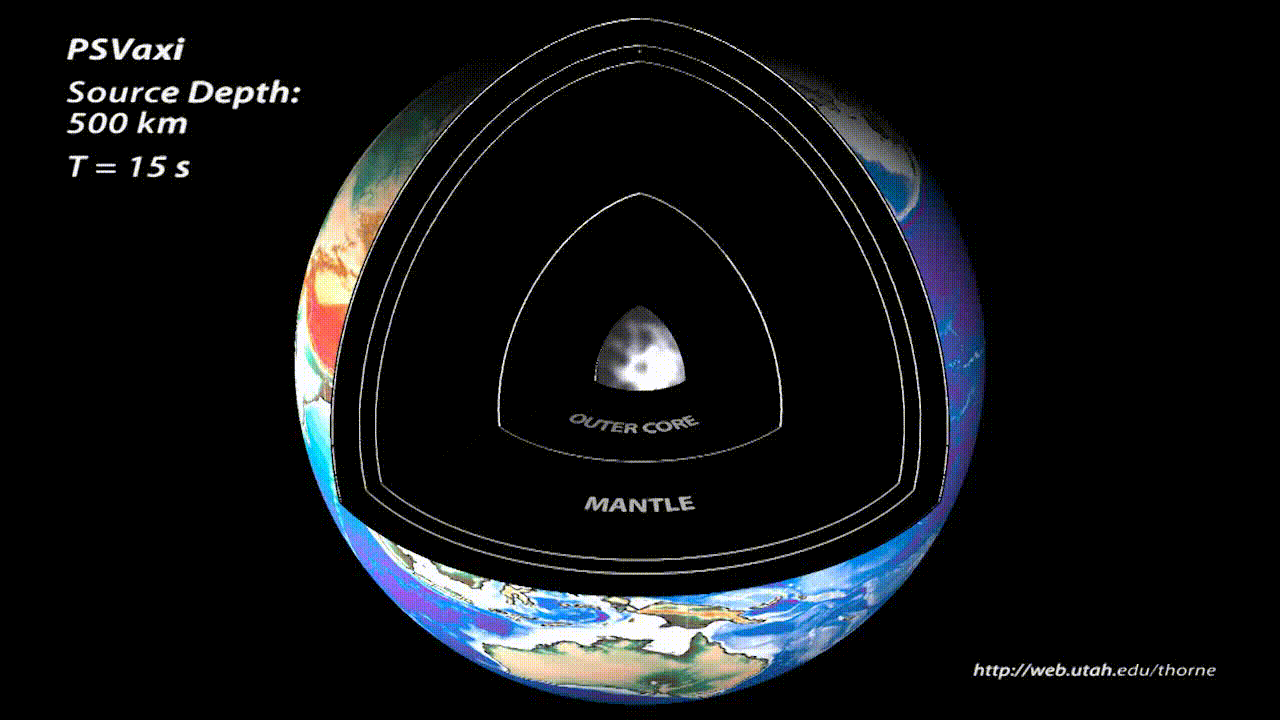 PSVaxi
Source Depth:
500 km
T = 15 s
OUTER CORE
MANTLE
http://web.utah.edu/thorne